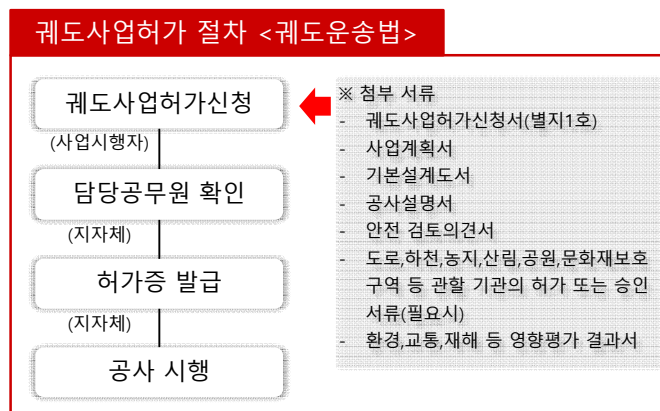 궤도사업허가 절차 <궤도운송법>
궤도사업허가신청
(사업시행자)
담당공무원 확인
(지자체)
허가증 발급
(지자체)
공사 시행
※ 첨부 서류
- 궤도사업허가신청서(별지1호)
- 사업계획서
- 기본설계도서
- 공사설명서
- 안전 검토의견서
- 도로,하천,농지,산림,공원,문화재보호
구역 등 관할 기관의 허가 또는 승인
서류(필요시)
- 환경,교통,재해 등 영향평가 결과서